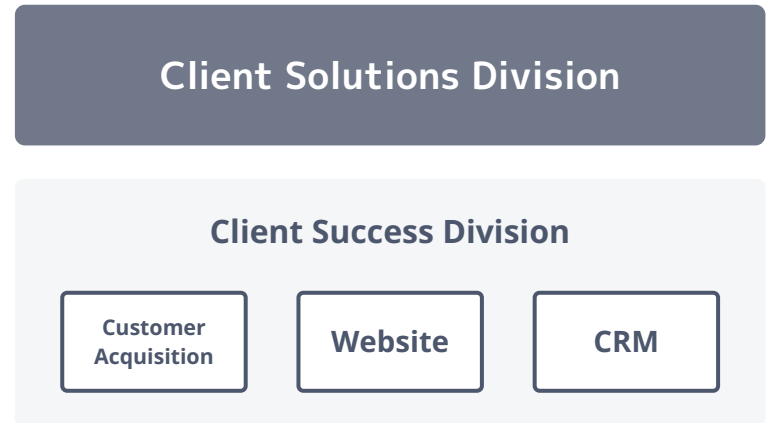 Client Solutions Division
Client Success Division
Customer
Acquisition
Website
CRM